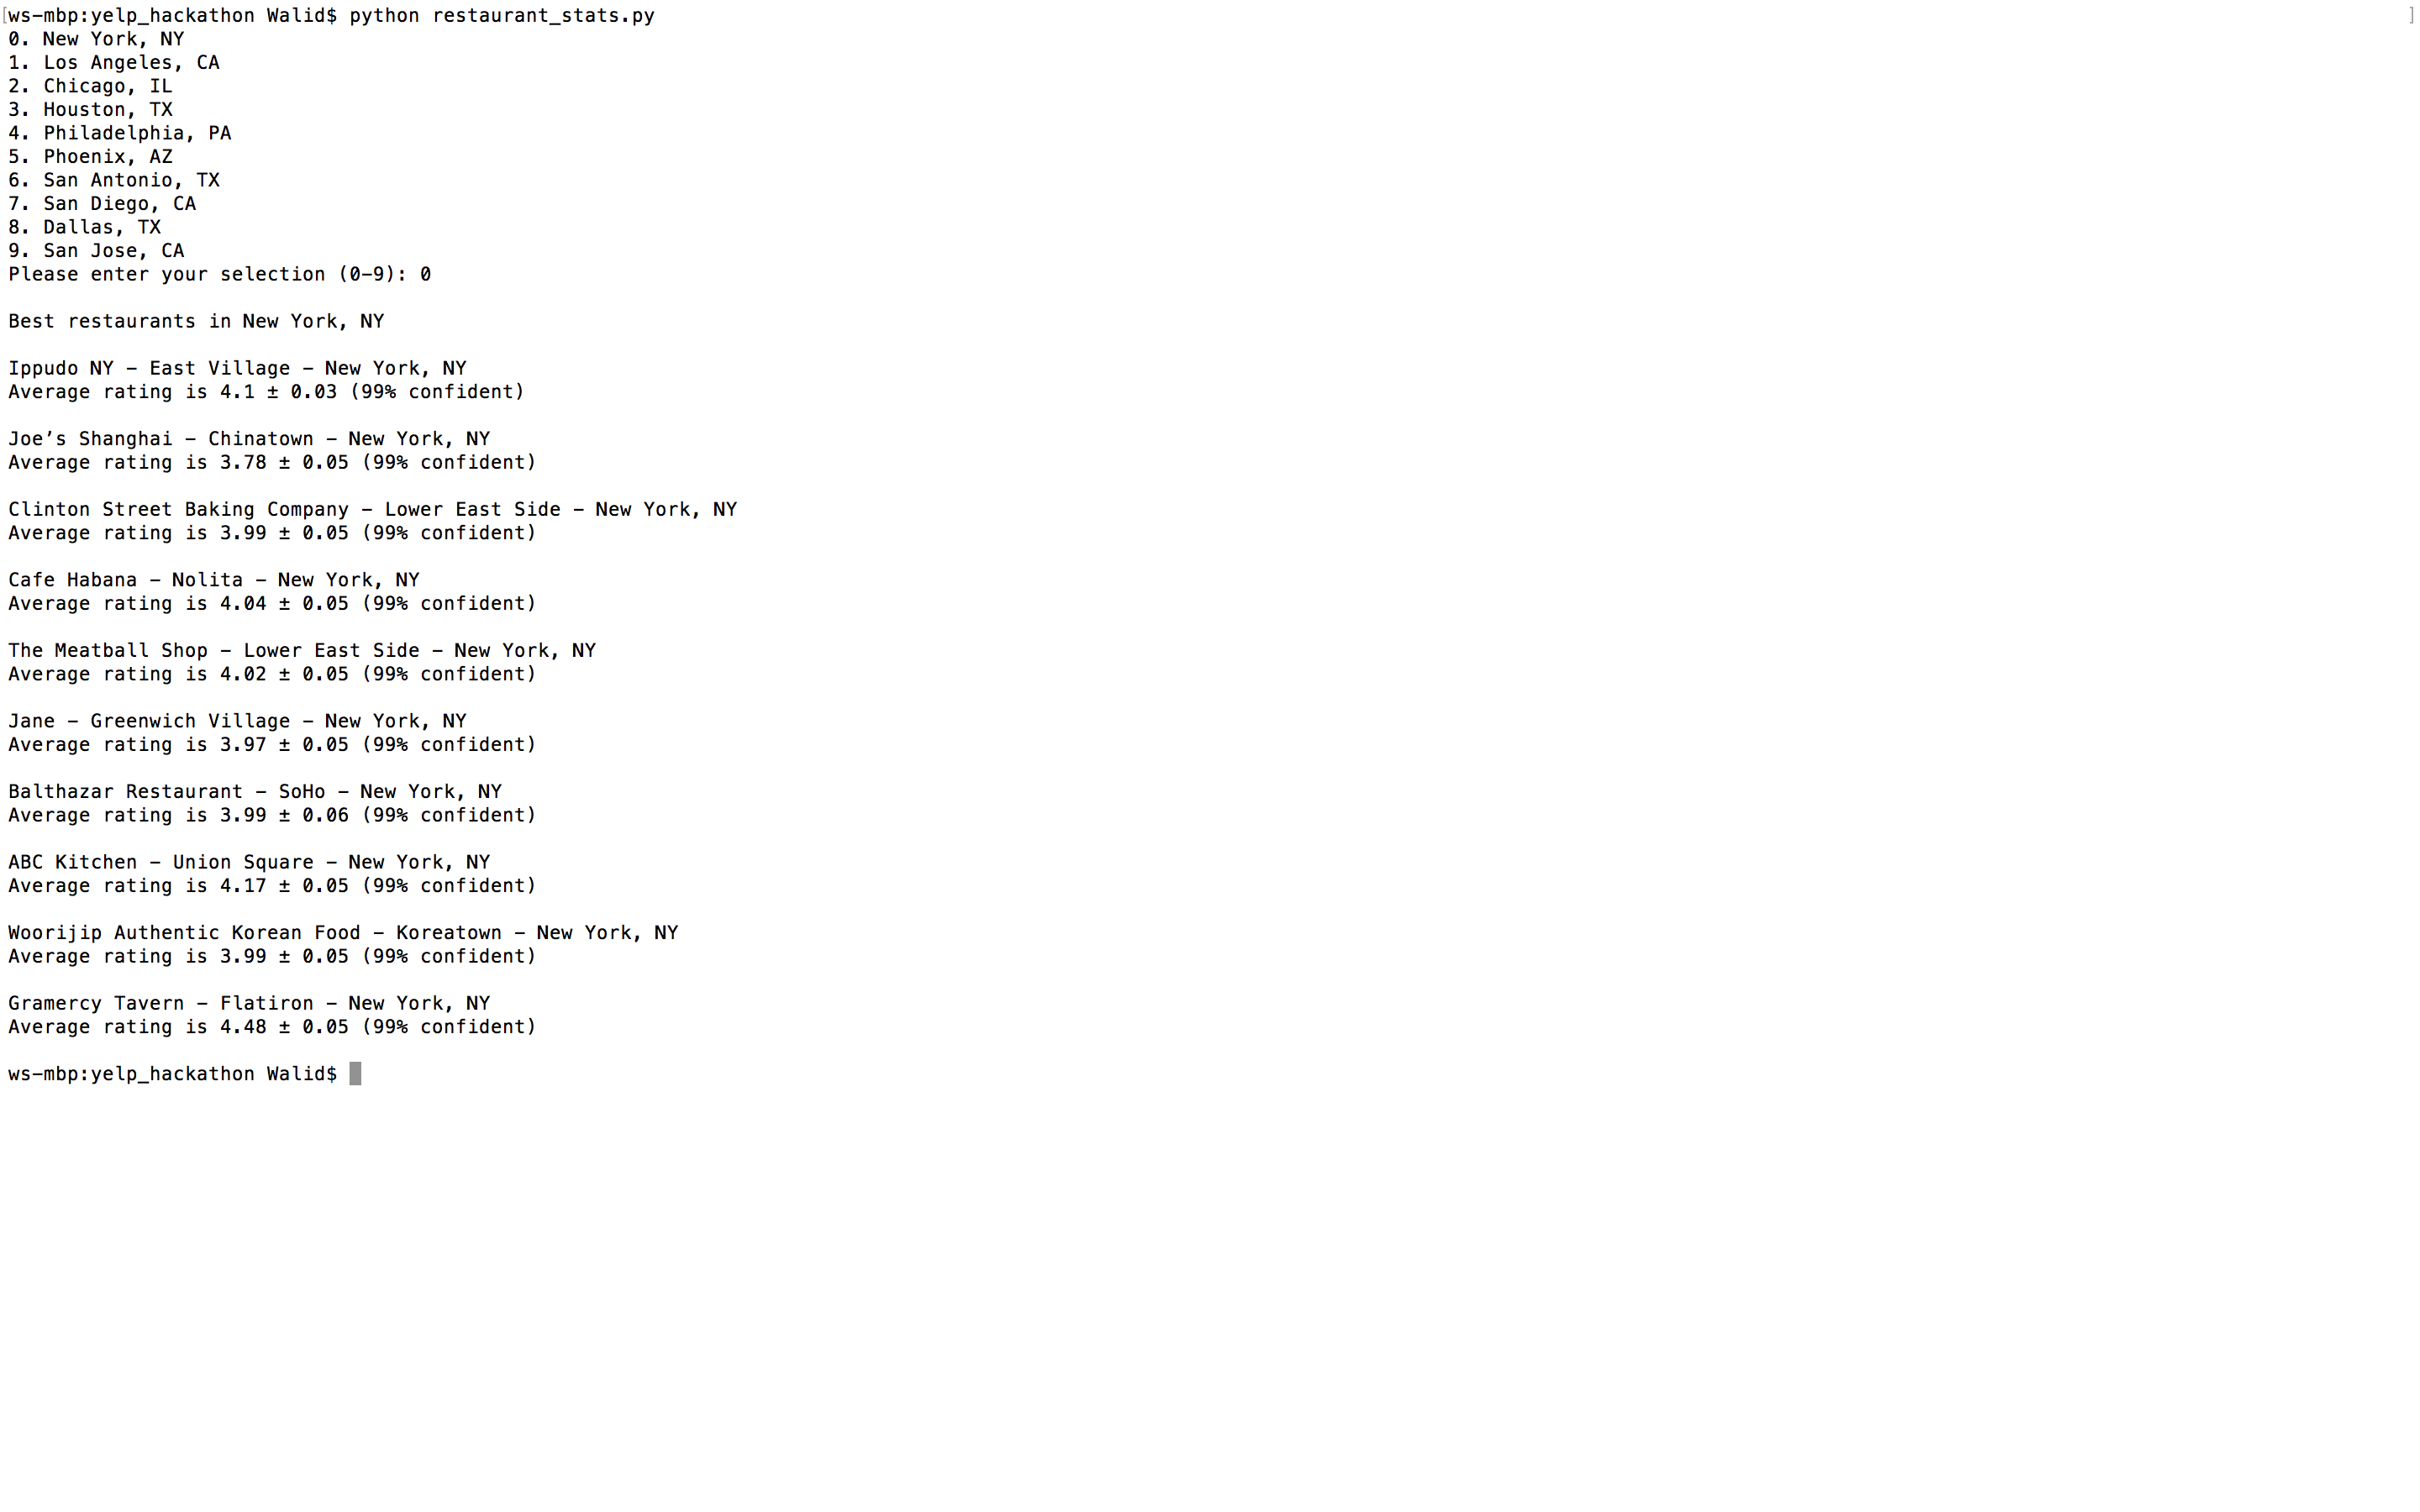 [ws-mbp:yelp_hackathon Walid$ python restaurant_stats.py ]
0. New York, NY
1. Los Angeles, CA
2. Chicago, IL
3. Houston, TX
4. Philadelphia, PA
5. Phoenix, AZ
6. San Antonio, TX
7. San Diego, CA
8. Dallas, TX
9. San Jose, CA
Please enter your selection (0-9): 0
Best restaurants in New York, NY
Ippudo NY - East Village - New York, NY
Average rating is 4.1 ± 0.03 (99% confident)
Joe’s Shanghai - Chinatown - New York, NY
Average rating is 3.78 ± 0.05 (99% confident)
Clinton Street Baking Company - Lower East Side - New York, NY
Average rating is 3.99 ± 0.05 (99% confident)
Cafe Habana - Nolita - New York, NY
Average rating is 4.04 ± 0.05 (99% confident)
The Meatball Shop - Lower East Side - New York, NY
Average rating is 4.02 ± 0.05 (99% confident)
Jane - Greenwich Village - New York, NY
Average rating is 3.97 ± 0.05 (99% confident)
Balthazar Restaurant - SoHo - New York, NY
Average rating is 3.99 ± 0.06 (99% confident)
ABC Kitchen - Union Square - New York, NY
Average rating is 4.17 ± 0.05 (99% confident)
Woorijip Authentic Korean Food - Koreatown - New York, NY
Average rating is 3.99 ± 0.05 (99% confident)
Gramercy Tavern - Flatiron - New York, NY
Average rating is 4.48 ± 0.05 (99% confident)
ws-mbp:yelp_hackathon Walid$